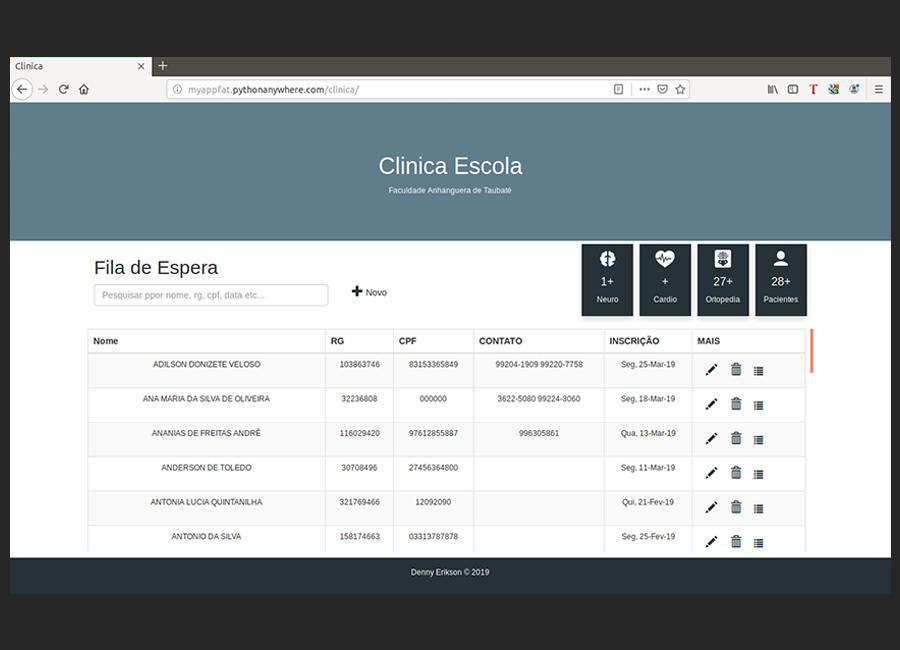 Clinica
myappfat.pythonanywhere.com/clinica/
Clinica Escola
Faculdade Anhanguera de Taubaté
Fila de Espera
Pesquisar ppor nome, rg, cpf, data etc...
Novo
1+
Neuro
+
Cardio
27+
Ortopedia
28+
Pacientes
Nome RG CPF CONTATO INSCRIÇÃO MAIS
ADILSON DONIZETE VELOSO 103863746 83153365849 99204-1909 99220-7758 Seg, 25-Mar-19
ANA MARIA DA SILVA DE OLIVEIRA 32236808 000000 3622-5080 99224-3060 Seg, 18-Mar-19
ANANIAS DE FREITAS ANDRÉ 116029420 97612855887 996305861 Qua, 13-Mar-19
ANDERSON DE TOLEDO 30708496 27456364800 Seg, 11-Mar-19
ANTONIA LUCIA QUINTANILHA 321769466 12092090 Qui, 21-Fev-19
ANTONIO DA SILVA 158174663 03313787878 Seg, 25-Fev-19
Denny Erikson © 2019